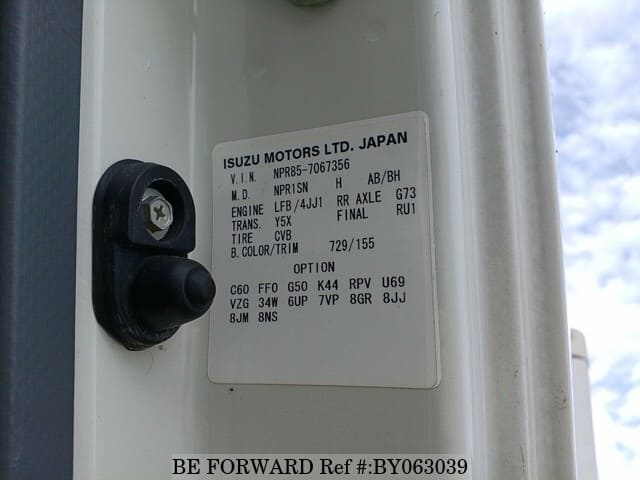 ISUZU MOTORS LTD. JAPAN
V.I.N. NPR85-7067356
M.D. NPR1SN H AB/BH
ENGINE LFB/4JJ1 RR AXLE G73
TRANS. Y5X FINAL RU1
TIRE CVB
B.COLOR/TRIM 729/155
OPTION
C60 FF0 G50 K44 RPV U69
VZG 34W 6UP 7VP 8GR 8JJ
8JM 8NS
BE FORWARD Ref #:BY063039